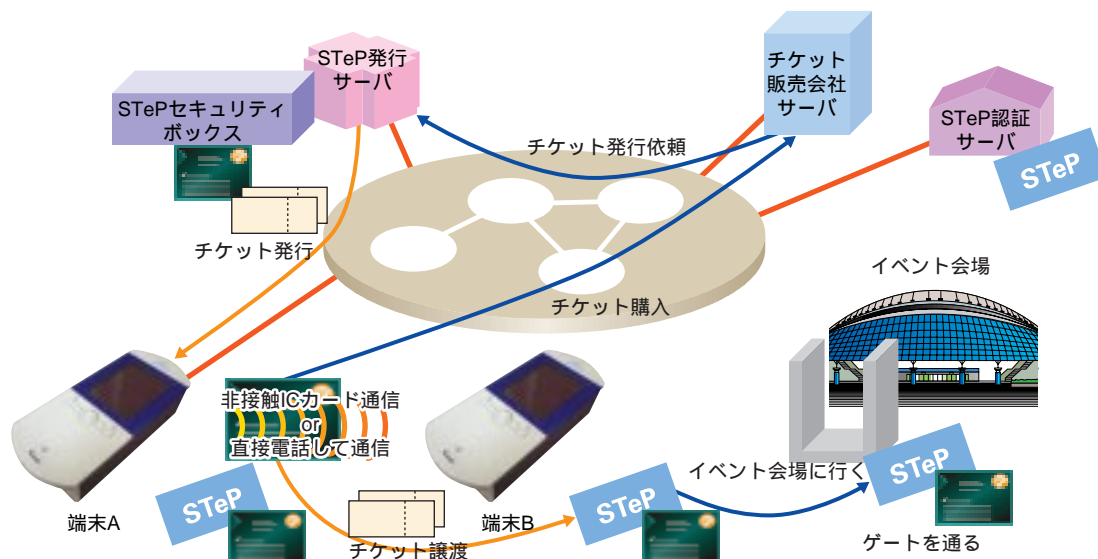 STeP発行
サーバ
チケット
販売会社
サーバ
STePセキュリティ
ボックス
STeP認証
サーバ
STeP
チケット発行依頼
チケット発行
イベント会場
チケット購入
非接触ICカード通信
or
直接電話して通信
イベント会場に行く
STeP
STeP
STeP
端末A
端末B
チケット譲渡
ゲートを通る